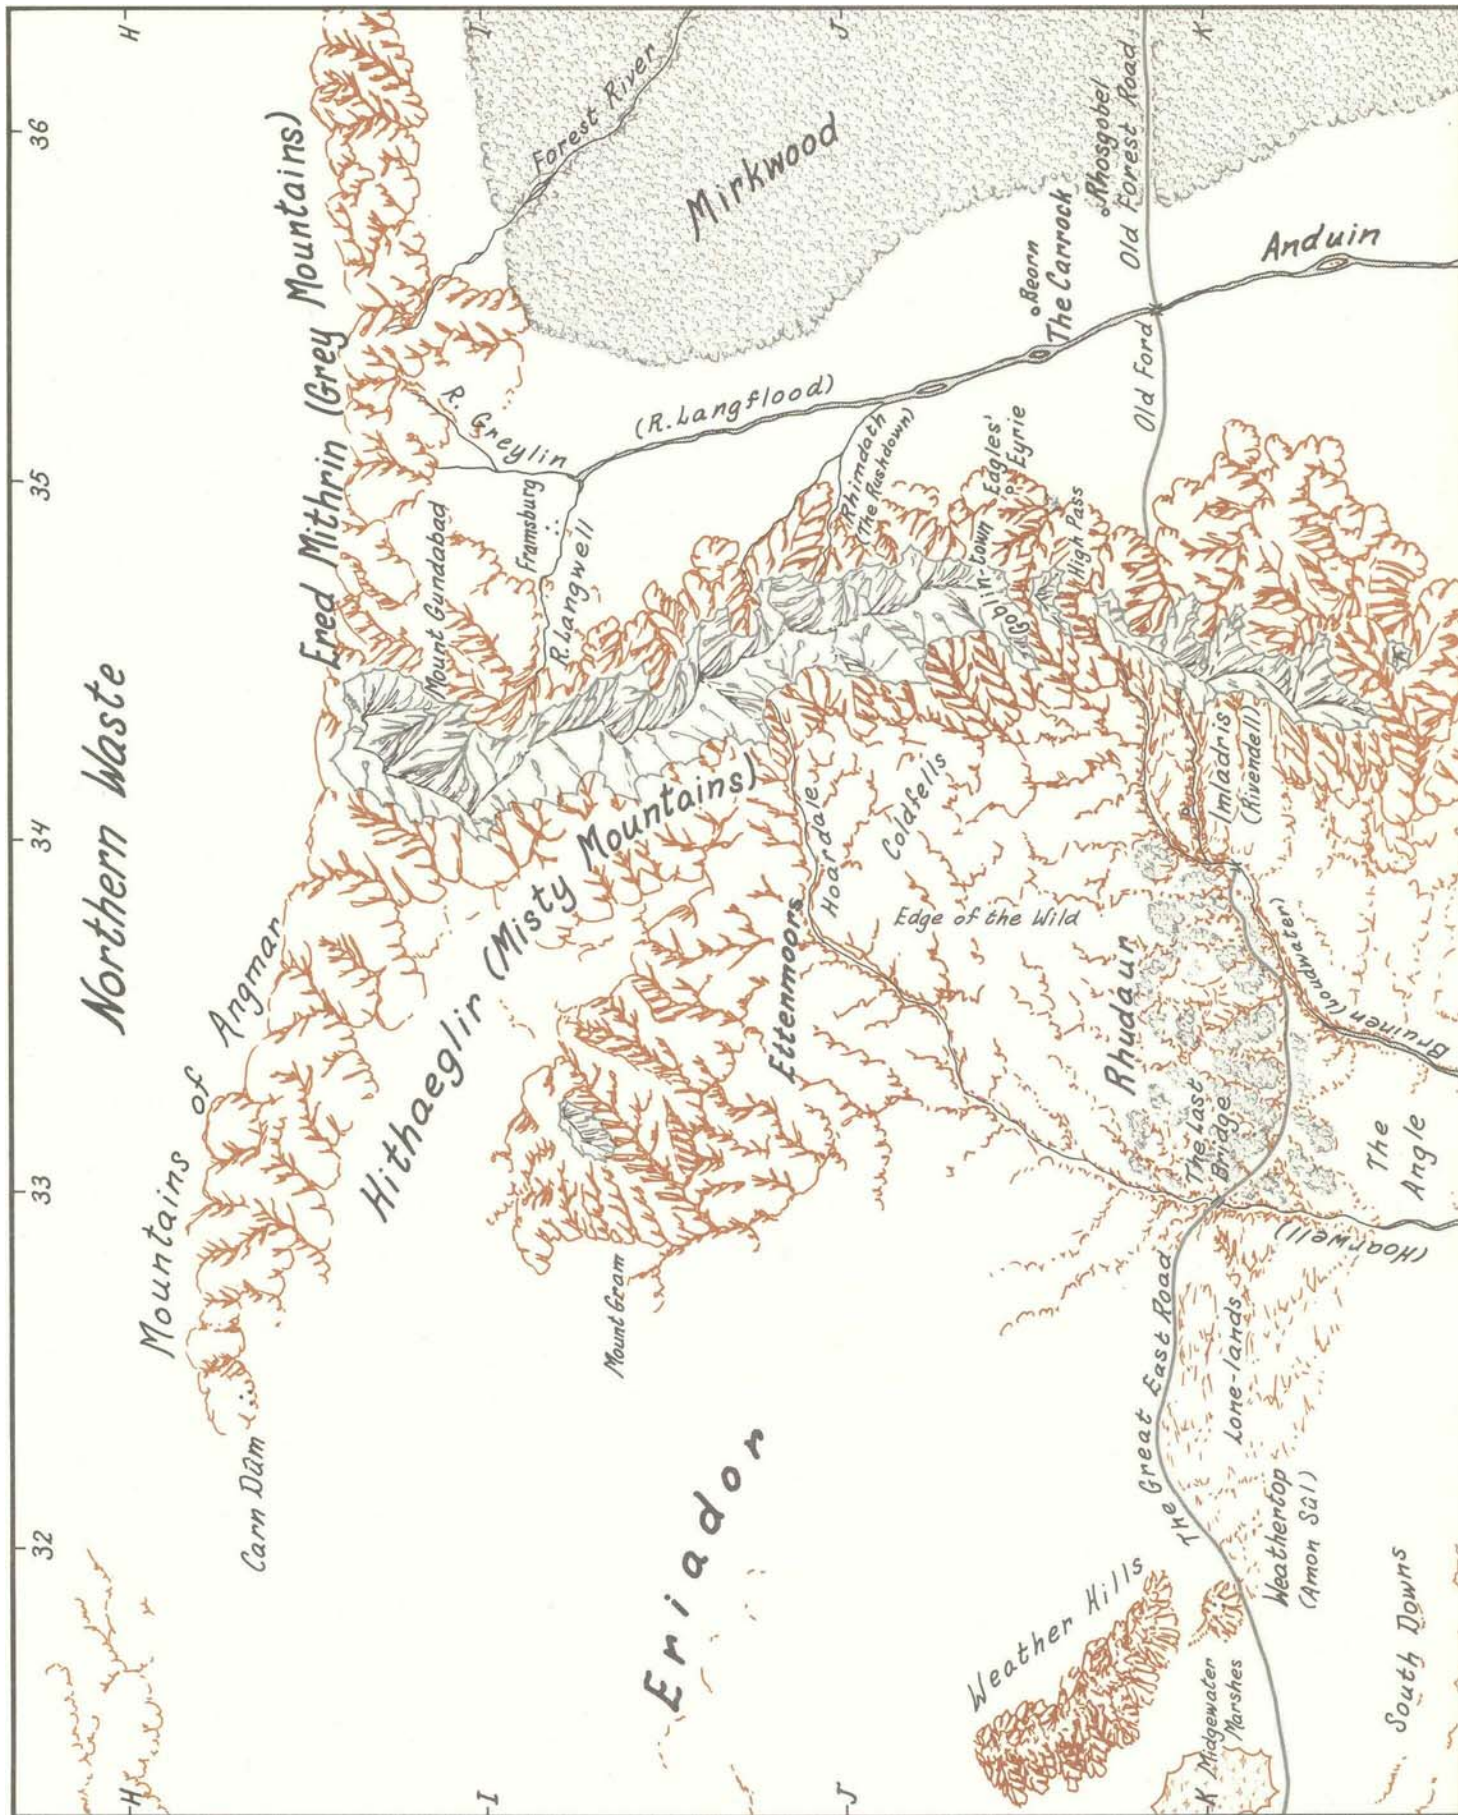 H
I
J
K
36
35
34
33
32
Northern Waste
Ered Mithrin (Grey Mountains)
Mountains of Angmar
Carn Dûm
Hithaeglir (Misty Mountains)
Mount Gundabad
Framsburg
R. Greylin
R. Langwell
(R. Langflood)
Forest River
Mirkwood
Rhimdath
(The Rushdown)
Eagles'
Eyrie
Goblin-town
High Pass
Beorn
The Carrock
Rhosgobel
Old Forest Road
Old Ford
Anduin
Mount Gram
Ettenmoors
Hoardale
Coldfells
Edge of the Wild
Rhudaur
Imladris
(Rivendell)
Bruinen (Loudwater)
The Last
Bridge
The
Angle
(Hoarwell)
Eriador
The Great East Road
Lone-lands
Weather Hills
Weathertop
(Amon Sûl)
Midgewater
Marshes
South Downs
H
I
J
K